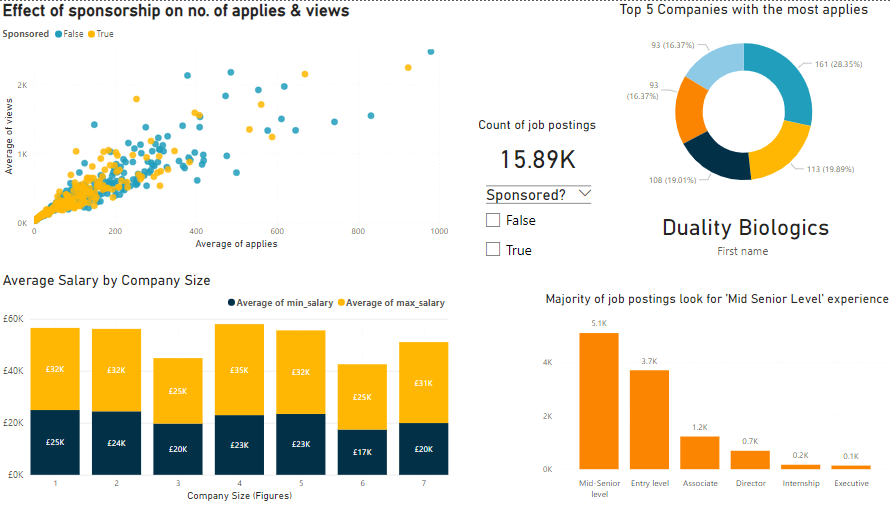 Effect of sponsorship on no. of applies & views
Sponsored False True
Average of views
2K
1K
0K
0
200
400
600
800
1000
Average of applies
Count of job postings
15.89K
Sponsored?
False
True
Top 5 Companies with the most applies
93 (16.37%)
161 (28.35%)
93
(16.37%)
108 (19.01%)
113 (19.89%)
Duality Biologics
First name
Average Salary by Company Size
Average of min_salary Average of max_salary
£60K
£40K
£20K
£0K
£32K
£32K
£25K
£35K
£32K
£25K
£31K
£25K
£24K
£20K
£23K
£23K
£17K
£20K
1
2
3
4
5
6
7
Company Size (Figures)
Majority of job postings look for 'Mid Senior Level' experience
4K
2K
0K
5.1K
3.7K
1.2K
0.7K
0.2K
0.1K
Mid-Senior
level
Entry level
Associate
Director
Internship
Executive